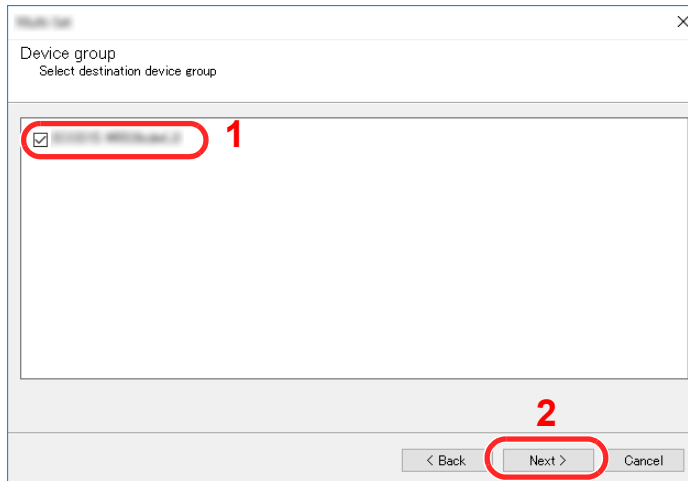 Device group
Select destination device group
1
2
< Back
Next >
Cancel